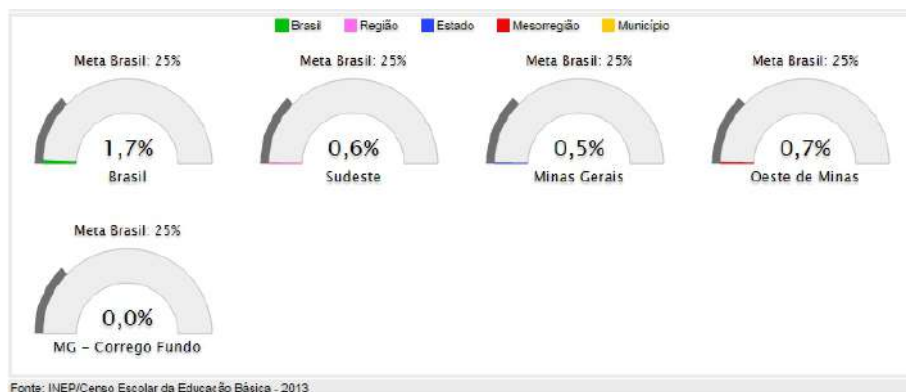 Brasil Região Estado Mesorregião Município
Meta Brasil: 25% Meta Brasil: 25% Meta Brasil: 25% Meta Brasil: 25%
1,7% 0,6% 0,5% 0,7%
Brasil Sudeste Minas Gerais Oeste de Minas
Meta Brasil: 25%
0,0%
MG - Corrego Fundo
Fonte: INEP/Censo Escolar da Educação Básica - 2013